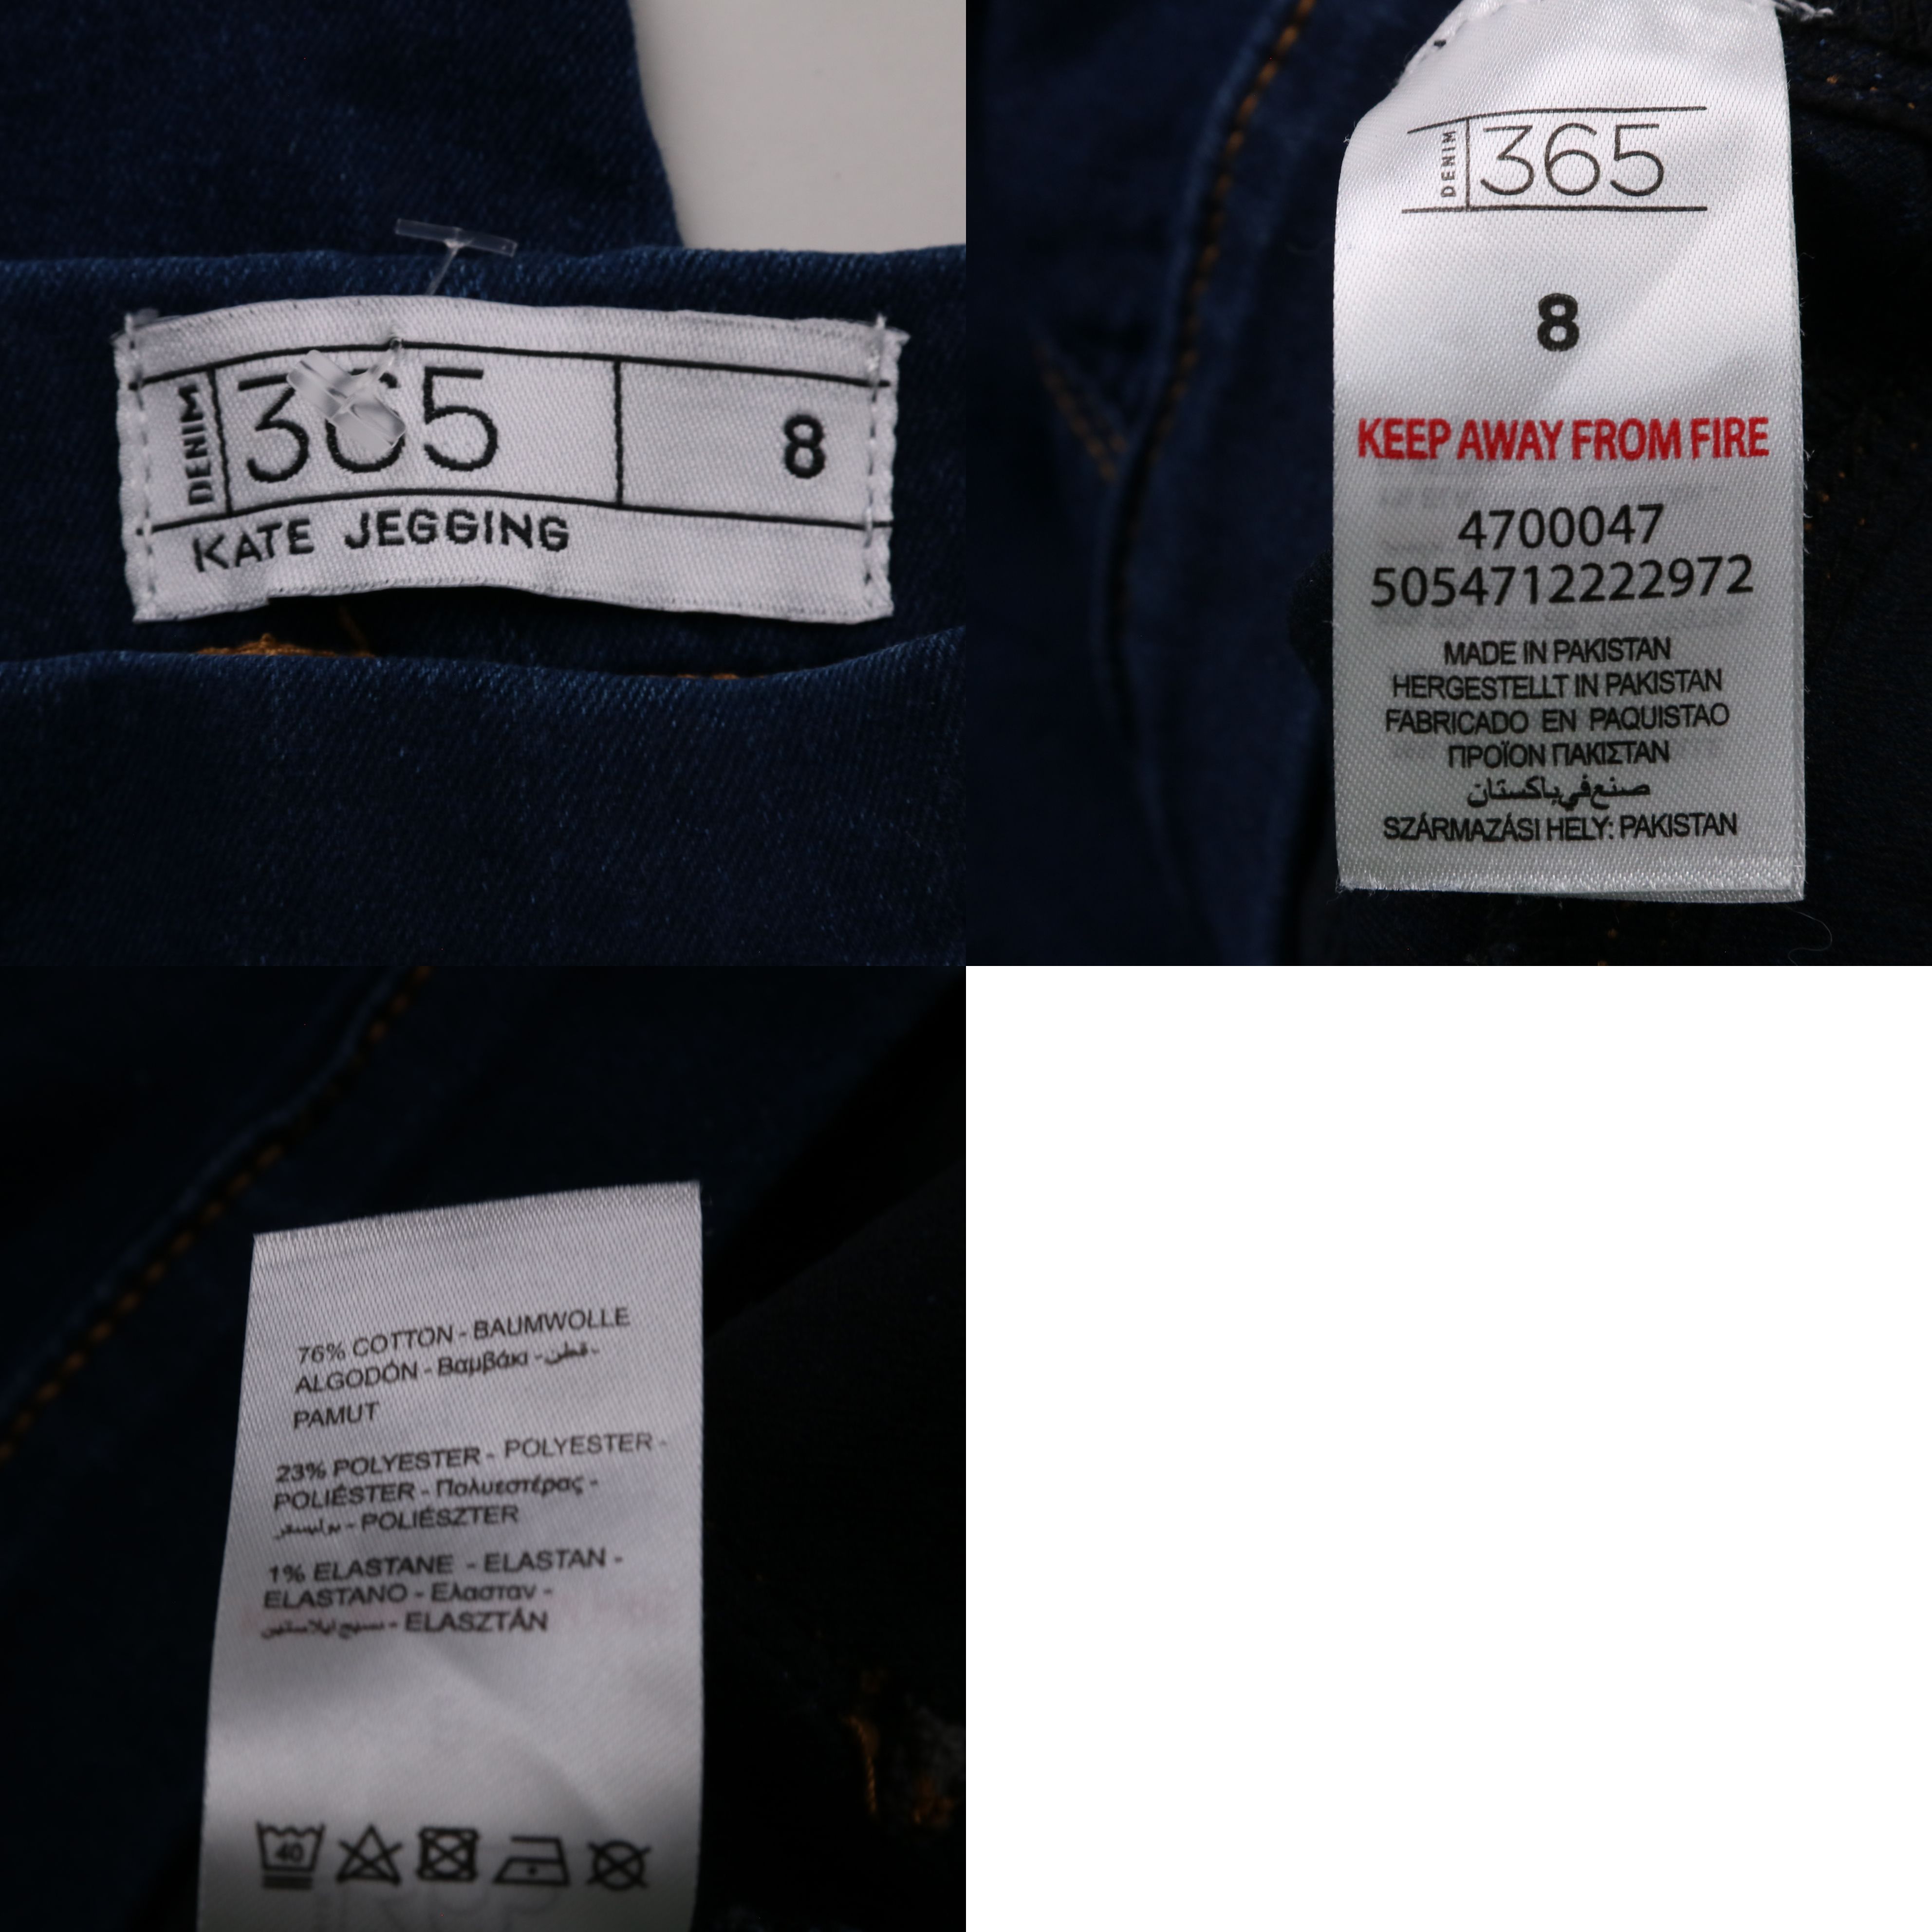 DENIM 365 8
KATE JEGGING
DENIM 365
8
KEEP AWAY FROM FIRE
4700047
5054712222972
MADE IN PAKISTAN
HERGESTELLT IN PAKISTAN
FABRICADO EN PAQUISTAO
ΠΡΟΪΟΝ ΠΑΚΙΣΤΑΝ
صنع في باكستان
SZÁRMAZÁSI HELY: PAKISTAN
76% COTTON - BAUMWOLLE
ALGODÓN - Βαμβάκι - قطن -
PAMUT
23% POLYESTER - POLYESTER -
POLIÉSTER - Πολυεστέρας -
بوليستر - POLIÉSZTER
1% ELASTANE - ELASTAN -
ELASTANO - Ελασταν -
نسيج ايلاستين - ELASZTÁN
40